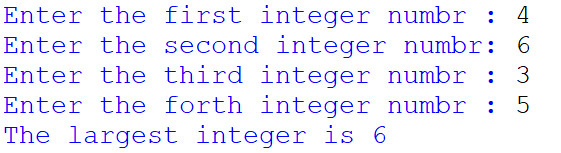 Enter the first integer numbr : 4
Enter the second integer numbr: 6
Enter the third integer numbr : 3
Enter the forth integer numbr : 5
The largest integer is 6